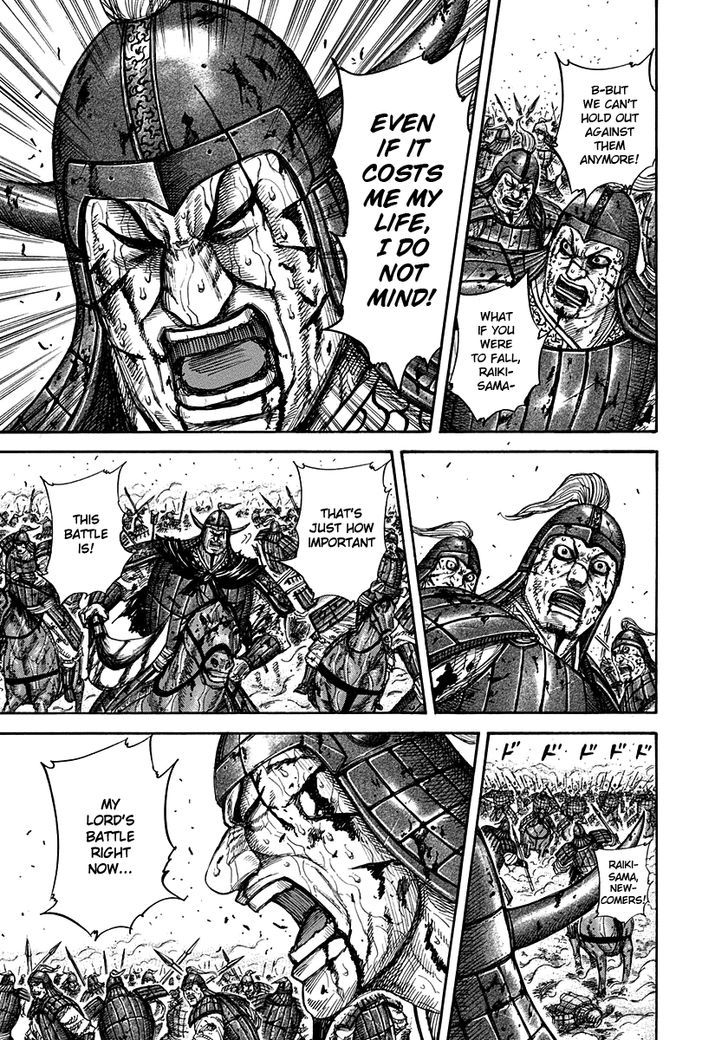 B-BUT
WE CAN'T
HOLD OUT
AGAINST
THEM
ANYMORE!
WHAT
IF YOU
WERE
TO FALL,
RAIKI-
SAMA-
EVEN
IF IT
COSTS
ME MY
LIFE,
I DO
NOT
MIND!
THAT'S
JUST HOW
IMPORTANT
THIS
BATTLE
IS!
ドドドドド
RAIKI-
SAMA,
NEW-
COMERS!
MY
LORD'S
BATTLE
RIGHT
NOW...